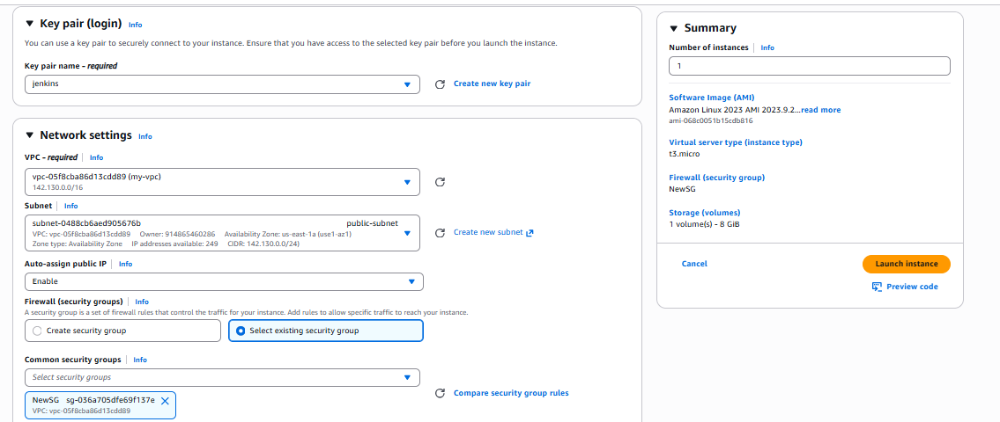 Key pair (login) Info
You can use a key pair to securely connect to your instance. Ensure that you have access to the selected key pair before you launch the instance.
Key pair name - required
jenkins
Create new key pair
Network settings Info
VPC - required Info
vpc-05f8cba86d13cdd89 (my-vpc)
142.130.0.0/16
Subnet Info
subnet-0488cb6aed905676b public-subnet
VPC: vpc-05f8cba86d13cdd89 Owner: 914865460286 Availability Zone: us-east-1a (use1-az1)
Zone type: Availability Zone IP addresses available: 249 CIDR: 142.130.0.0/24)
Create new subnet
Auto-assign public IP Info
Enable
Firewall (security groups) Info
A security group is a set of firewall rules that control the traffic for your instance. Add rules to allow specific traffic to reach your instance.
Create security group
Select existing security group
Common security groups Info
Select security groups
NewSG sg-036a705dfe69f137e
VPC: vpc-05f8cba86d13cdd89
Compare security group rules
Summary
Number of instances Info
1
Software Image (AMI)
Amazon Linux 2023 AMI 2023.9.2...read more
ami-068c0051b15cdb816
Virtual server type (instance type)
t3.micro
Firewall (security group)
NewSG
Storage (volumes)
1 volume(s) - 8 GiB
Cancel
Launch instance
Preview code